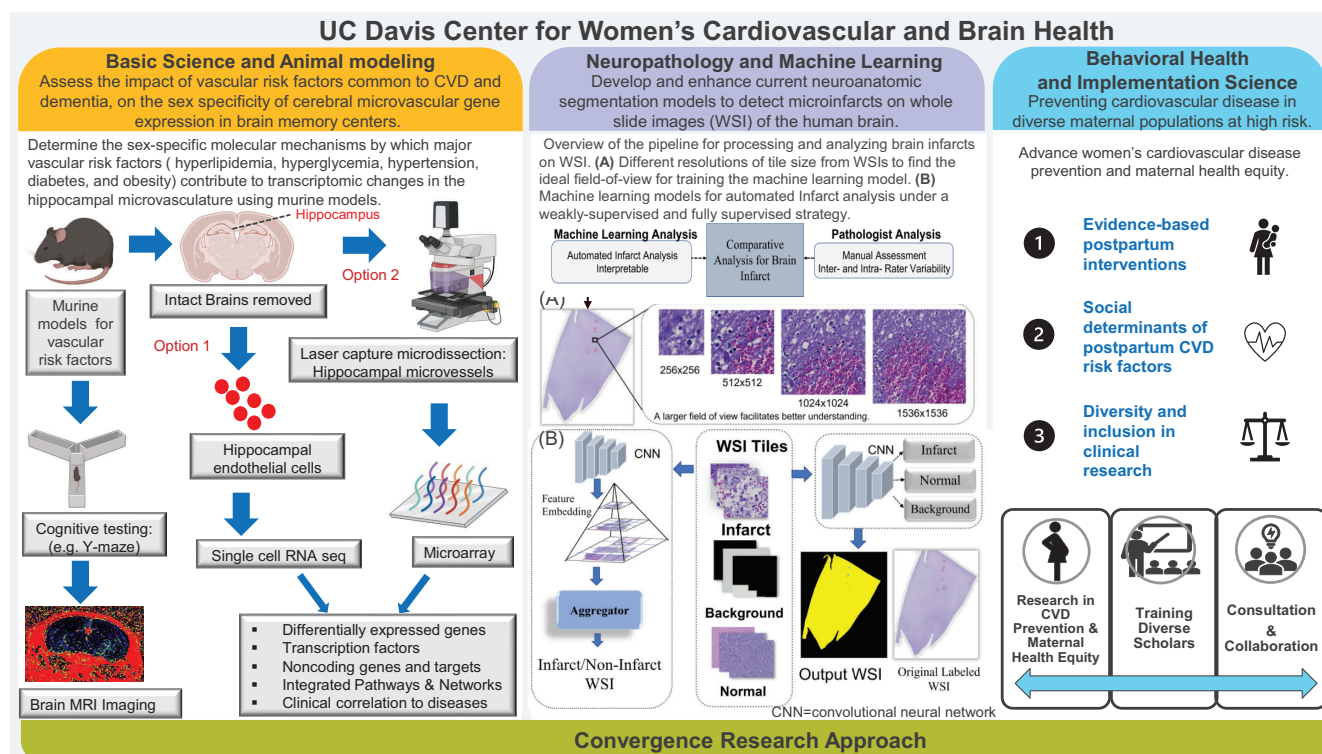 UC Davis Center for Women's Cardiovascular and Brain Health
Basic Science and Animal modeling
Assess the impact of vascular risk factors common to CVD and
dementia, on the sex specificity of cerebral microvascular gene
expression in brain memory centers.
Determine the sex-specific molecular mechanisms by which major
vascular risk factors ( hyperlipidemia, hyperglycemia, hypertension,
diabetes, and obesity) contribute to transcriptomic changes in the
hippocampal microvasculature using murine models.
Hippocampus
Option 2
Murine
models for
vascular
risk factors
Intact Brains removed
Option 1
Laser capture microdissection:
Hippocampal microvessels
Hippocampal
endothelial cells
Cognitive testing:
(e.g. Y-maze)
Single cell RNA seq
Microarray
Brain MRI Imaging
▪ Differentially expressed genes
▪ Transcription factors
▪ Noncoding genes and targets
▪ Integrated Pathways & Networks
▪ Clinical correlation to diseases
Neuropathology and Machine Learning
Develop and enhance current neuroanatomic
segmentation models to detect microinfarcts on whole
slide images (WSI) of the human brain.
Overview of the pipeline for processing and analyzing brain infarcts
on WSI. (A) Different resolutions of tile size from WSIs to find the
ideal field-of-view for training the machine learning model. (B)
Machine learning models for automated Infarct analysis under a
weakly-supervised and fully supervised strategy.
Machine Learning Analysis
Automated Infarct Analysis
Interpretable
Comparative
Analysis for Brain
Infarct
Pathologist Analysis
Manual Assessment
Inter- and Intra- Rater Variability
(A)
256x256
512x512
1024x1024
1536x1536
A larger field of view facilitates better understanding.
(B)
CNN
Feature
Embedding
Aggregator
Infarct/Non-Infarct
WSI
WSI Tiles
Infarct
Background
Normal
CNN
Infarct
Normal
Background
Output WSI
Original Labeled
WSI
CNN=convolutional neural network
Behavioral Health
and Implementation Science
Preventing cardiovascular disease in
diverse maternal populations at high risk.
Advance women's cardiovascular disease
prevention and maternal health equity.
1
Evidence-based
postpartum
interventions
2
Social
determinants of
postpartum CVD
risk factors
3
Diversity and
inclusion in
clinical
research
Research in
CVD
Prevention &
Maternal
Health Equity
Training
Diverse
Scholars
Consultation
&
Collaboration
Convergence Research Approach